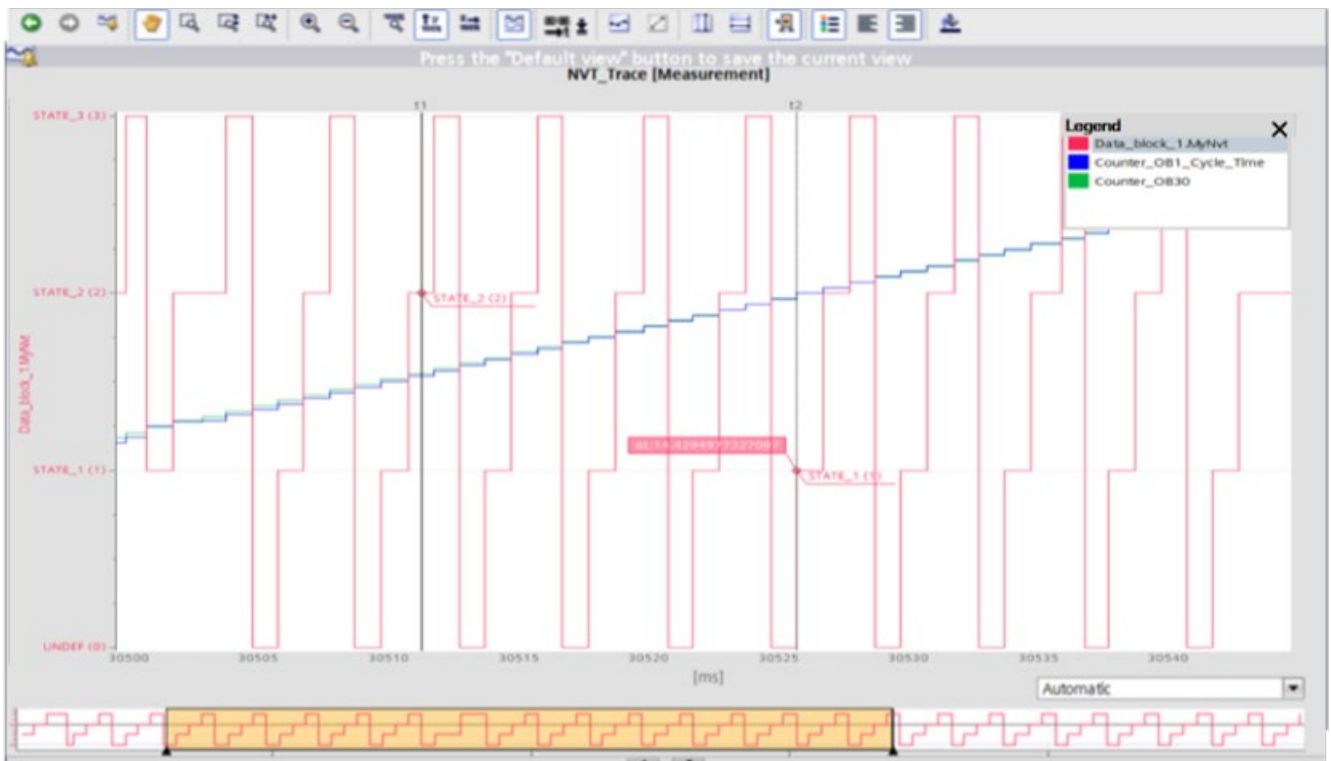 Press the "Default view" button to save the current view
NVT_Trace [Measurement]
t1
t2
STATE_3 (3)
STATE_2 (2)
STATE_1 (1)
UNDEF (0)
Data_block_1.MyNvt
Legend
Data_block_1.MyNvt
Counter_OB1_Cycle_Time
Counter_OB30
STATE_2 (2)
STATE_1 (1)
30500
30505
30510
30515
30520
30525
30530
30535
30540
[ms]
Automatic